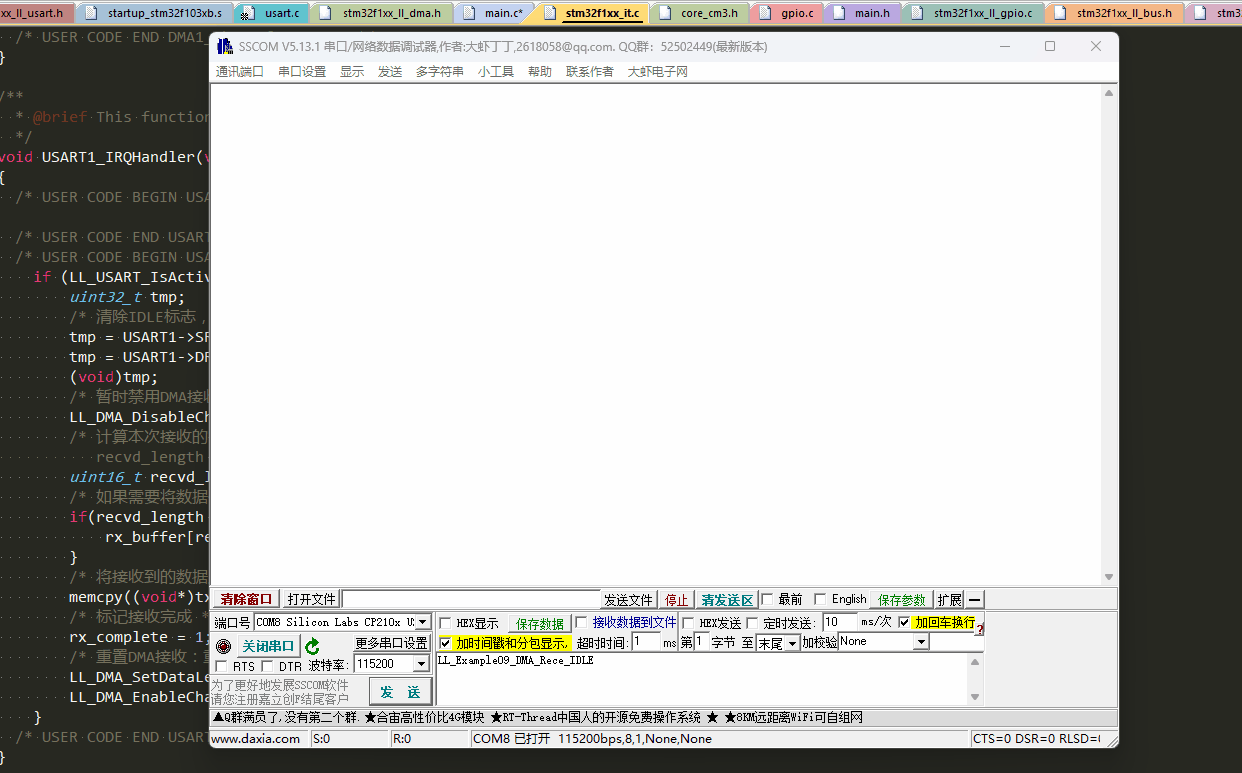 xx_ll_usart.h startup_stm32f103xb.s usart.c stm32f1xx_ll_dma.h main.c* stm32f1xx_it.c core_cm3.h gpio.c main.h stm32f1xx_ll_gpio.c stm32f1xx_ll_bus.h stm3
/* USER CODE END DMA1_
}
/**
* @brief This function
*/
void USART1_IRQHandler(v
{
/* USER CODE BEGIN USA
/* USER CODE END USART
/* USER CODE BEGIN USA
if (LL_USART_IsActiv
uint32_t tmp;
/* 清除IDLE标志，
tmp = USART1->SR
tmp = USART1->DR
(void)tmp;
/* 暂时禁用DMA接收
LL_DMA_DisableCh
/* 计算本次接收的
recvd_length
uint16_t recvd_l
/* 如果需要将数据
if(recvd_length
rx_buffer[re
}
/* 将接收到的数据
memcpy((void*)tx
/* 标记接收完成 *
rx_complete = 1;
/* 重置DMA接收：重
LL_DMA_SetDataLe
LL_DMA_EnableCha
}
/* USER CODE END USART
}
SSCOM V5.13.1 串口/网络数据调试器,作者:大虾丁丁,2618058@qq.com. QQ群：52502449(最新版本)
通讯端口 串口设置 显示 发送 多字符串 小工具 帮助 联系作者 大虾电子网
清除窗口 打开文件 发送文件 停止 清发送区 最前 English 保存参数 扩展 —
端口号 COM8 Silicon Labs CP210x U HEX显示 保存数据 接收数据到文件 HEX发送 定时发送: 10 ms/次 加回车换行 ?
关闭串口 更多串口设置 加时间戳和分包显示, 超时时间: 1 ms 第 1 字节 至 末尾 加校验 None
RTS DTR 波特率: 115200 LL_Example09_DMA_Rece_IDLE
为了更好地发展SSCOM软件
请您注册嘉立创F结尾客户
发 送
▲Q群满员了,没有第二个群. ★合宙高性价比4G模块 ★RT-Thread中国人的开源免费操作系统 ★ ★8KM远距离WiFi可自组网
www.daxia.com S:0 R:0 COM8 已打开 115200bps,8,1,None,None CTS=0 DSR=0 RLSD=(